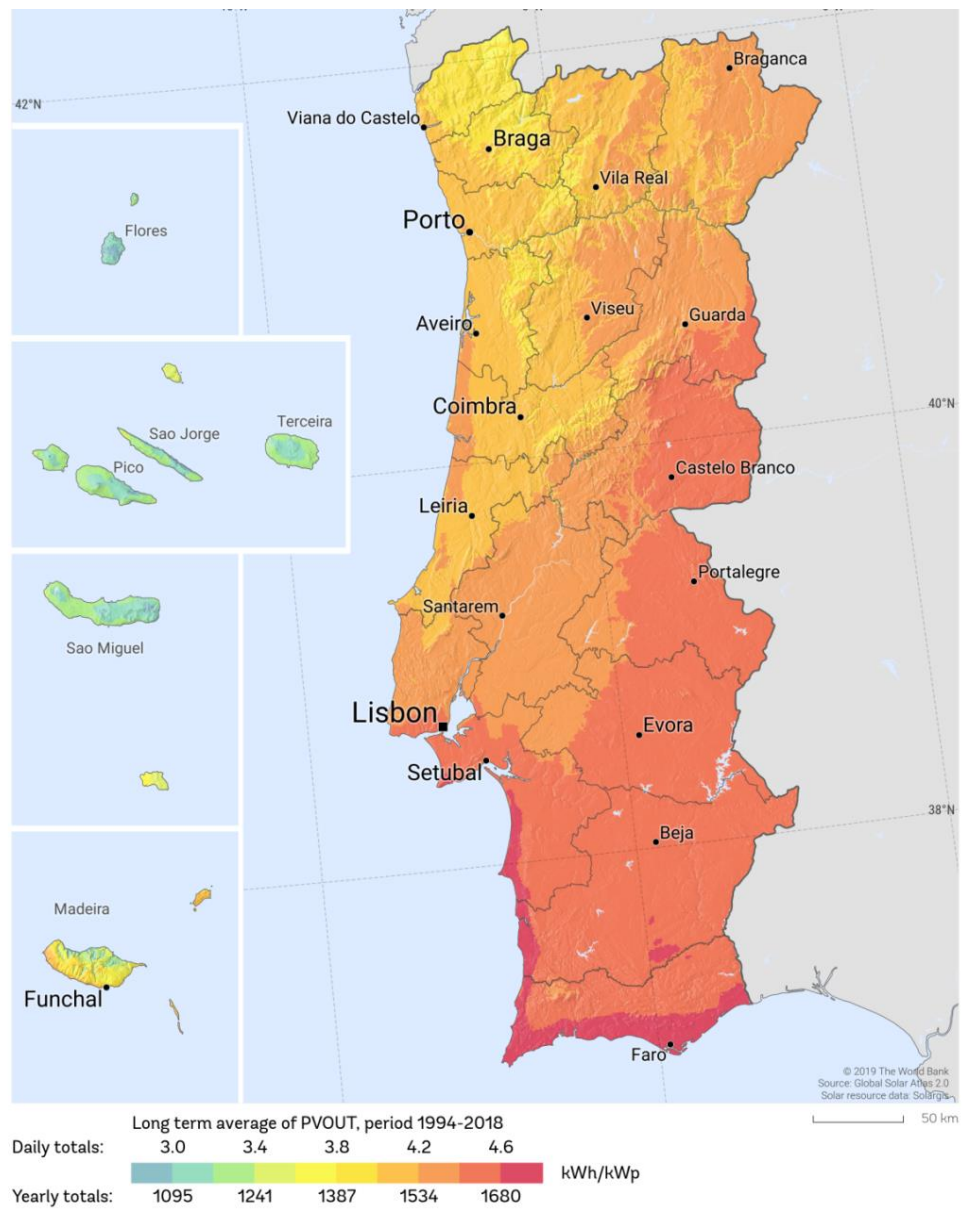 Braganca
42°N
Viana do Castelo
Braga
Vila Real
Porto
Flores
Viseu
Guarda
Aveiro
40°N
Coimbra
Terceira
Sao Jorge
Pico
Castelo Branco
Leiria
Portalegre
Santarem
Sao Miguel
Lisbon
Evora
Setubal
38°N
Beja
Madeira
Funchal
Faro
© 2019 The World Bank
Source: Global Solar Atlas 2.0
Solar resource data: Solargis
50 km
Long term average of PVOUT, period 1994-2018
Daily totals: 3.0 3.4 3.8 4.2 4.6
kWh/kWp
Yearly totals: 1095 1241 1387 1534 1680